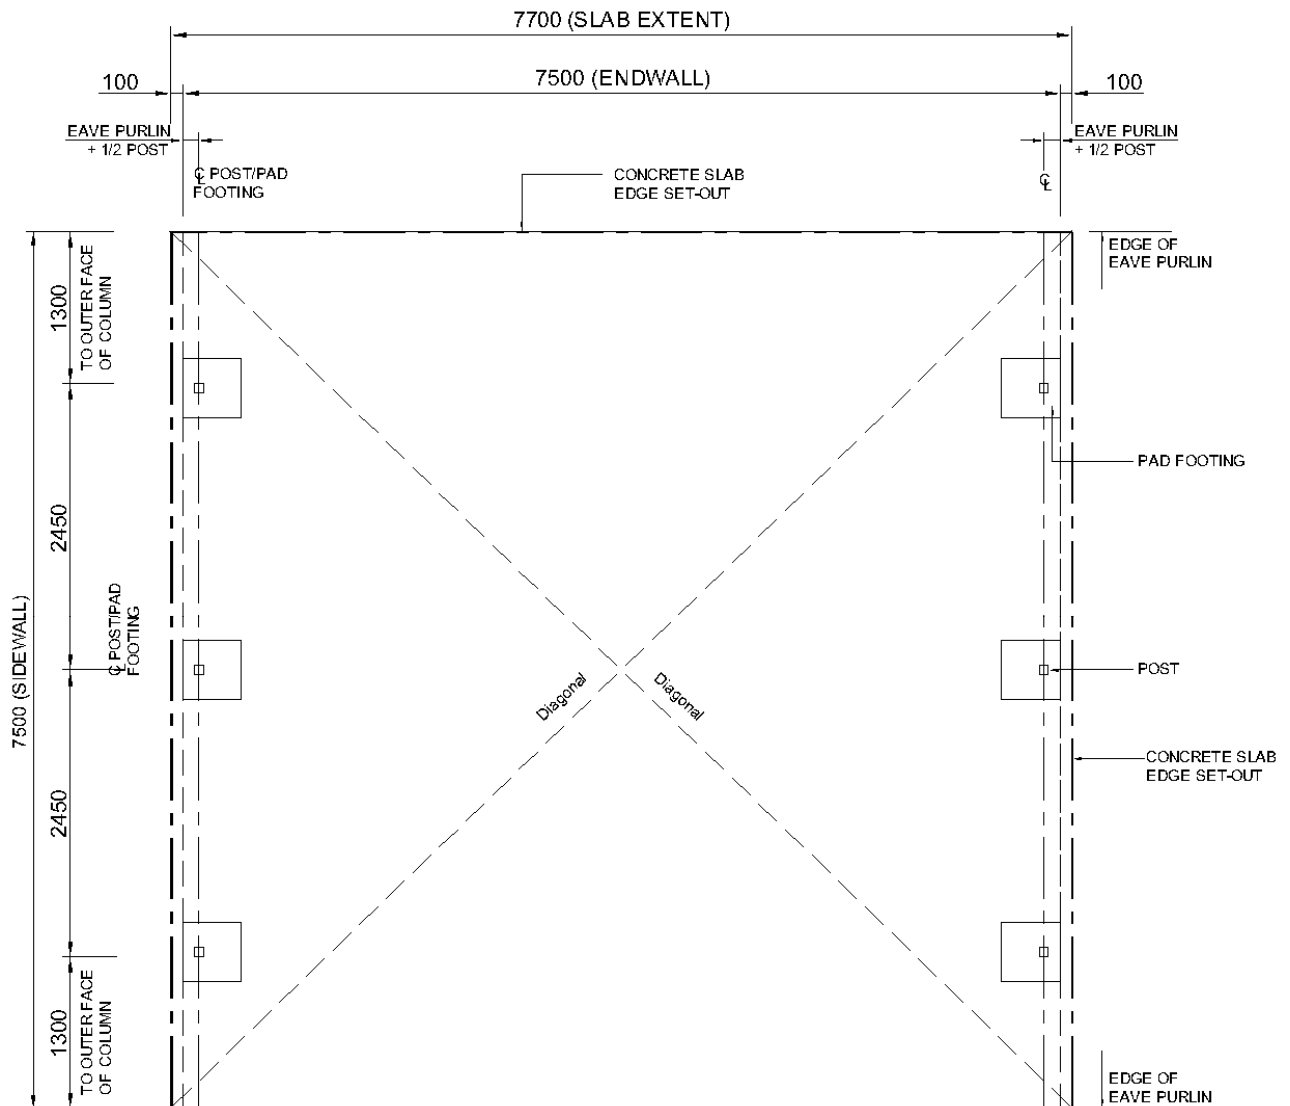 7700 (SLAB EXTENT)
100
7500 (ENDWALL)
100
EAVE PURLIN
+ 1/2 POST
EAVE PURLIN
+ 1/2 POST
℄ POST/PAD
FOOTING
CONCRETE SLAB
EDGE SET-OUT
℄
1300
TO OUTER FACE
OF COLUMN
EDGE OF
EAVE PURLIN
2450
PAD FOOTING
7500 (SIDEWALL)
℄ POST/PAD
FOOTING
Diagonal
Diagonal
POST
CONCRETE SLAB
EDGE SET-OUT
2450
1300
TO OUTER FACE
OF COLUMN
EDGE OF
EAVE PURLIN